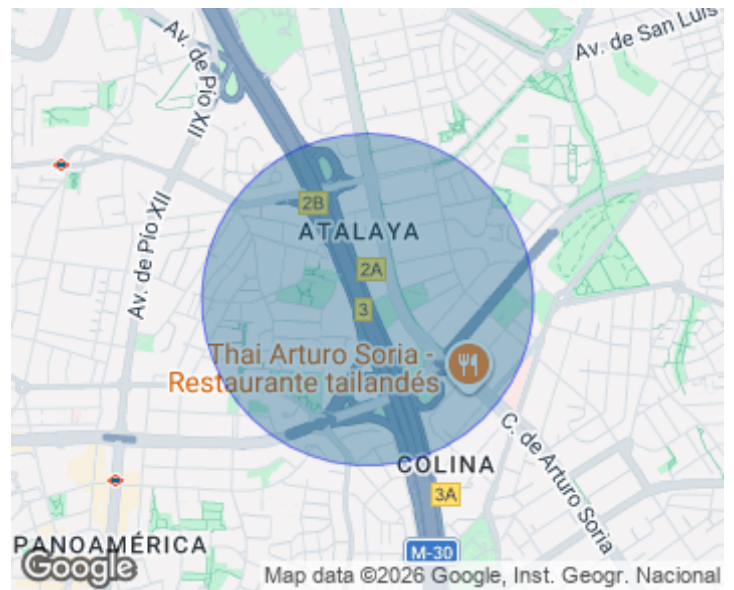 Av. de San Luis
Av. de Pío XII
2B
ATALAYA
Av. de Pío XII
2A
3
Thai Arturo Soria -
Restaurante tailandés
C. de Arturo Soria
COLINA
3A
PANOAMÉRICA
M-30
Google
Map data ©2026 Google, Inst. Geogr. Nacional